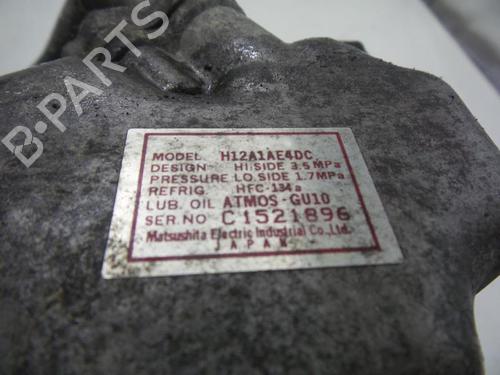 B-PARTS
MODEL H12A1AE4DC
DESIGN- HI.SIDE 3.5MPa
PRESSURE LO.SIDE 1.7MPa
REFRIG. HFC-134a
LUB. OIL ATMOS-GU10
SER.NO C1521896
Matsushita Electric Industrial Co.,Ltd.
JAPAN